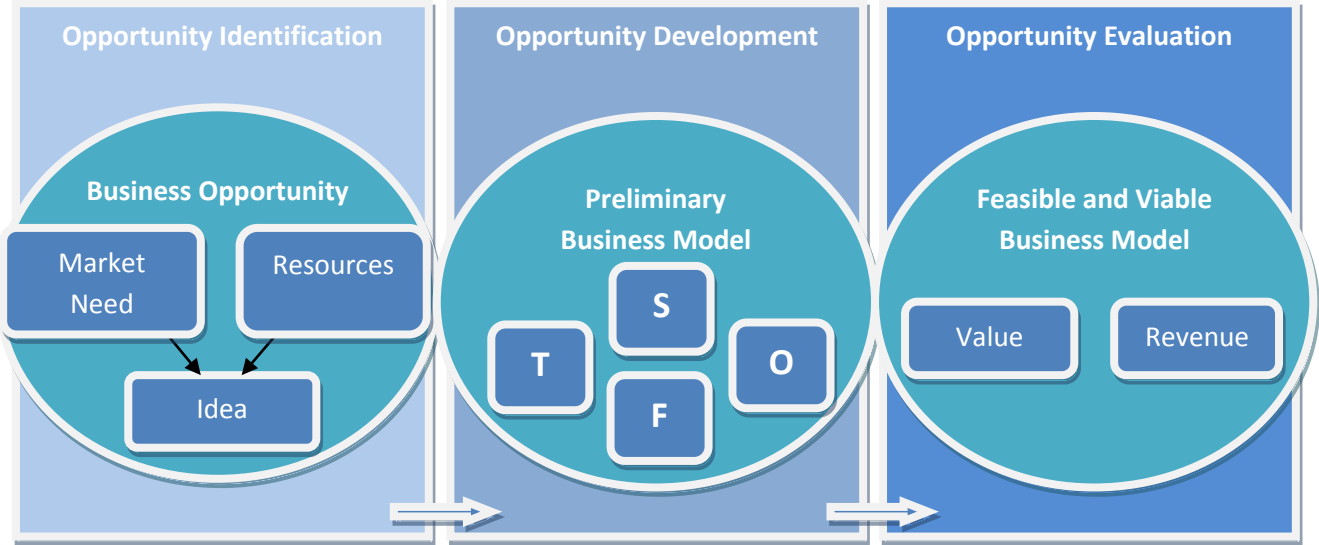 Opportunity Identification
Business Opportunity
Market
Need
Resources
Idea
Opportunity Development
Preliminary
Business Model
S
T
O
F
Opportunity Evaluation
Feasible and Viable
Business Model
Value
Revenue